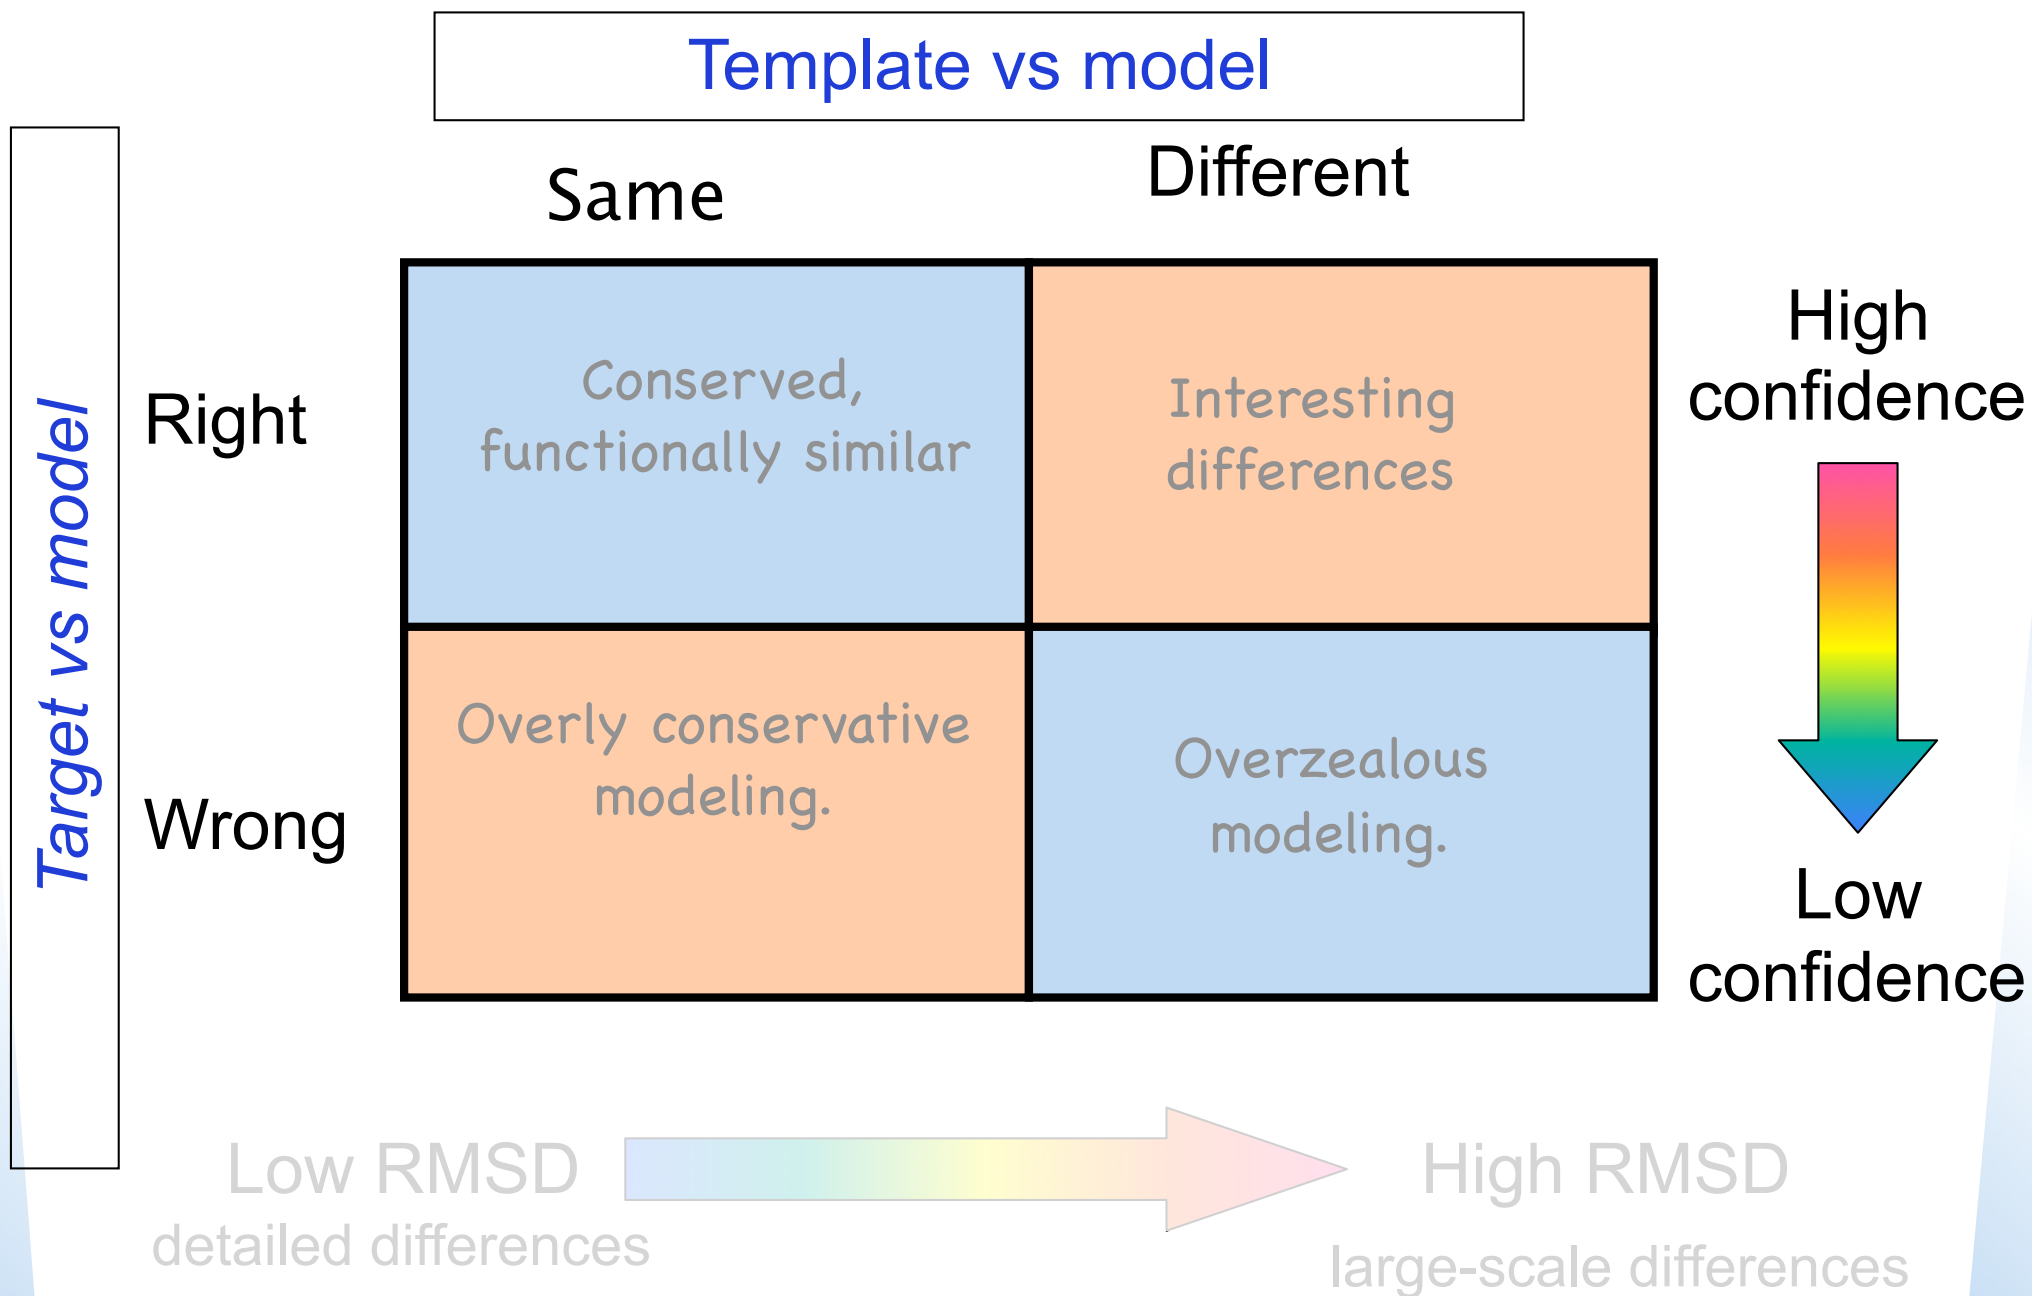 Template vs model
Same
Different
Target vs model
Right
Conserved,
functionally similar
Interesting
differences
High
confidence
Wrong
Overly conservative
modeling.
Overzealous
modeling.
Low
confidence
Low RMSD
detailed differences
High RMSD
large-scale differences